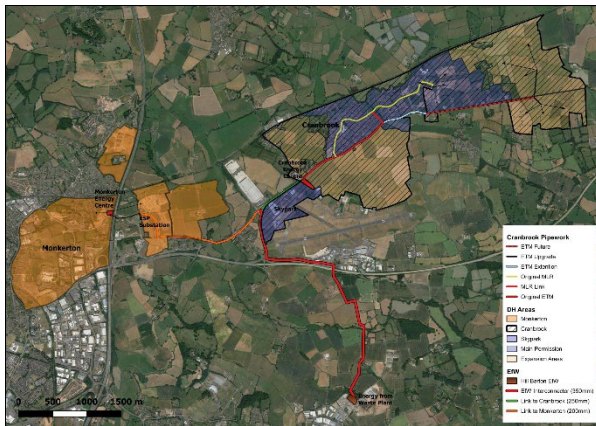 Cranbrook
Cranbrook
Energy
Centre
Monkerton
Energy
Centre
ESP
Substation
Skypark
Monkerton
Energy from
Waste Plant
0 500 1000 1500 m
Cranbrook Pipework
ETM Future
ETM Upgrade
ETM Extention
Original MLR
MLR Link
Original ETM
DH Areas
Monkerton
Cranbrook
Skypark
Main Permission
Expansion Areas
EfW
Hill Barton EfW
EfW Interconnector (350mm)
Link to Cranbrook (250mm)
Link to Monkerton (200mm)